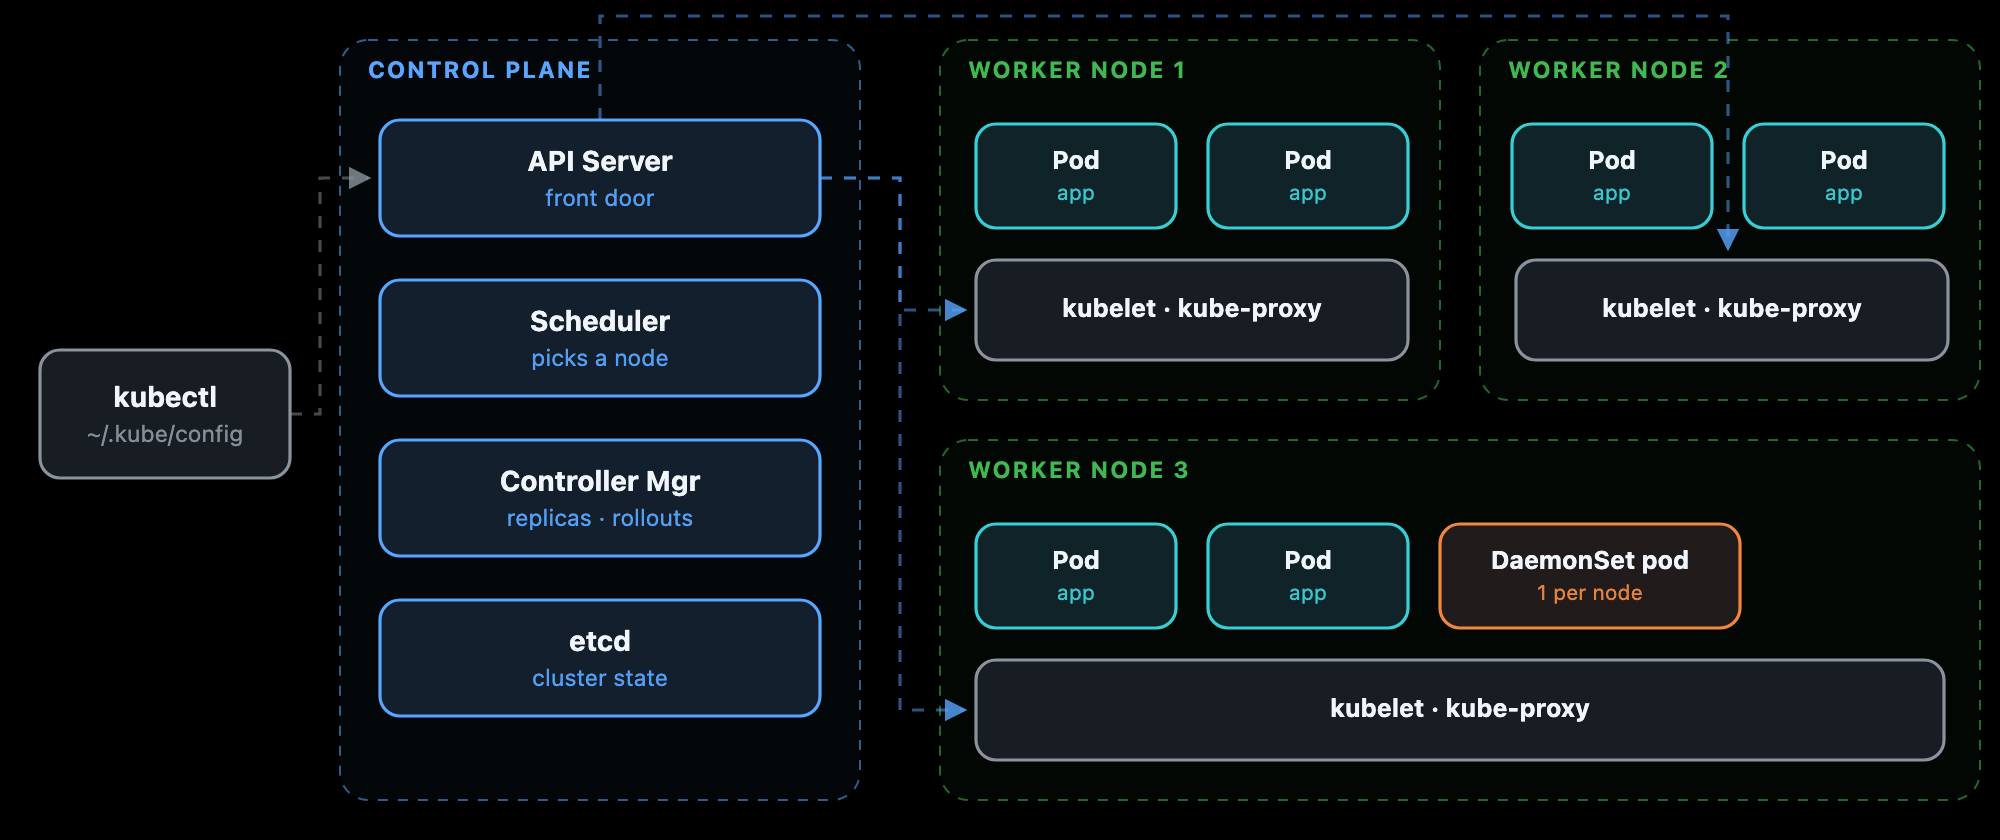 kubectl
~/.kube/config
CONTROL PLANE
API Server
front door
Scheduler
picks a node
Controller Mgr
replicas · rollouts
etcd
cluster state
WORKER NODE 1
Pod
app
Pod
app
kubelet · kube-proxy
WORKER NODE 2
Pod
app
Pod
app
kubelet · kube-proxy
WORKER NODE 3
Pod
app
Pod
app
DaemonSet pod
1 per node
kubelet · kube-proxy